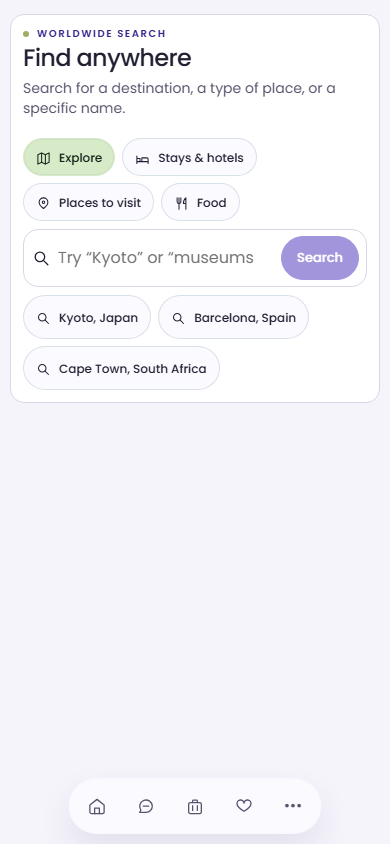 WORLDWIDE SEARCH
Find anywhere
Search for a destination, a type of place, or a
specific name.
Explore
Stays & hotels
Places to visit
Food
Try “Kyoto” or “museums
Search
Kyoto, Japan
Barcelona, Spain
Cape Town, South Africa